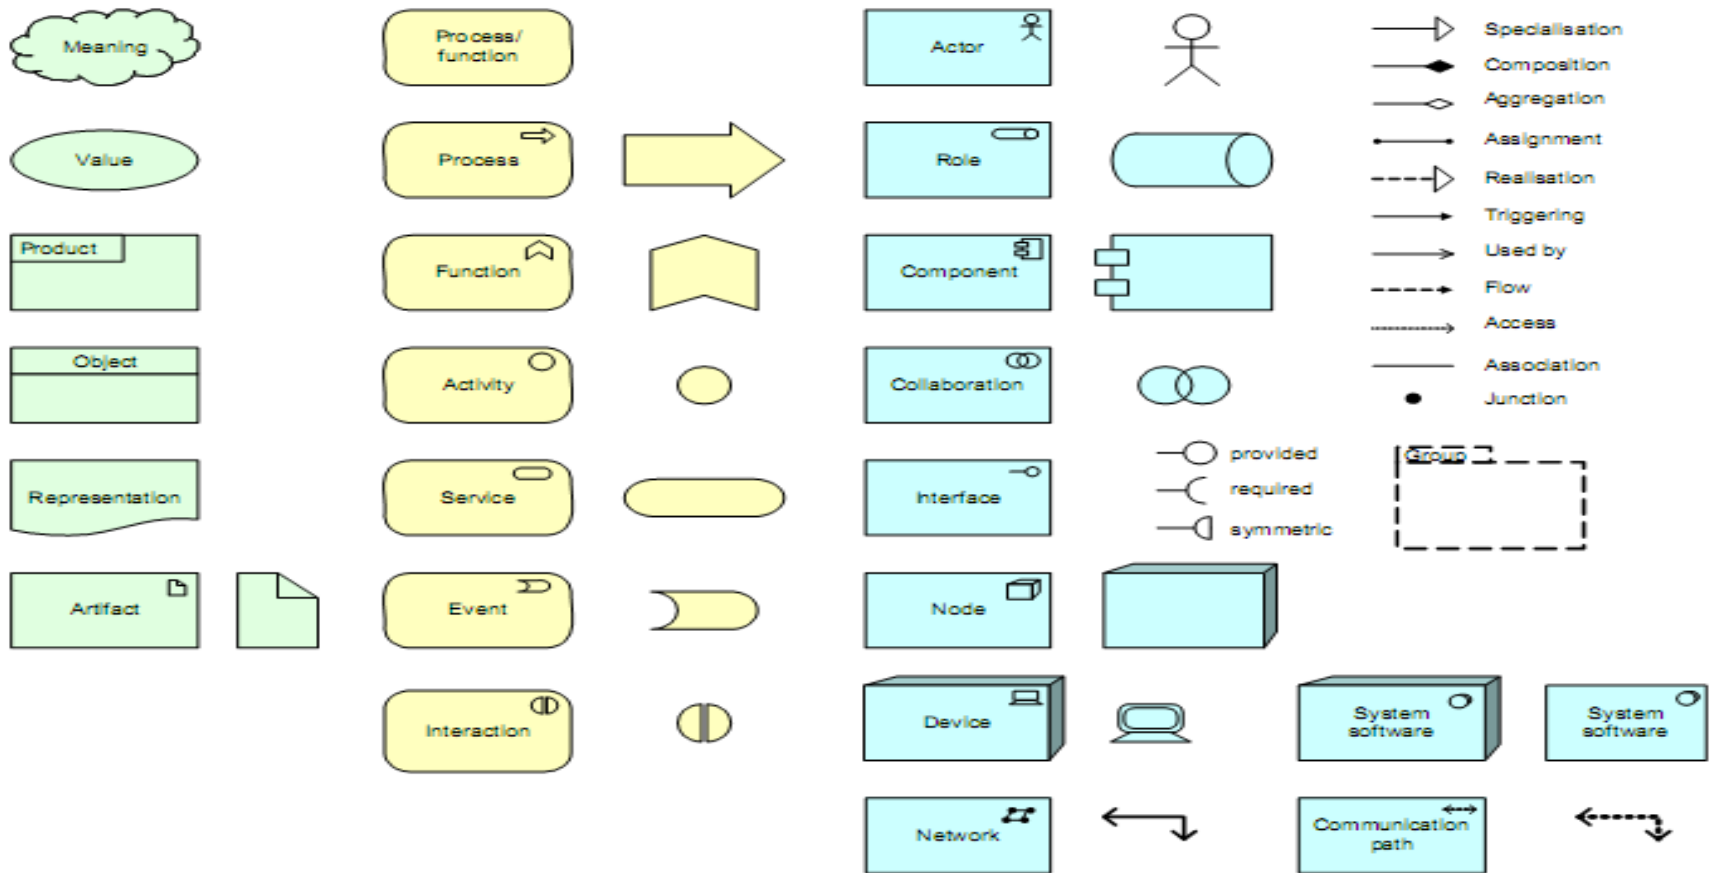 Meaning
Process/
function
Actor
Specialisation
Composition
Aggregation
Value
Process
Role
Assignment
Realisation
Triggering
Product
Function
Component
Used by
Flow
Access
Object
Activity
Collaboration
Association
Junction
Representation
Service
Interface
provided
required
symmetric
Group
Artifact
Event
Node
Interaction
Device
System
software
System
software
Network
Communication
path